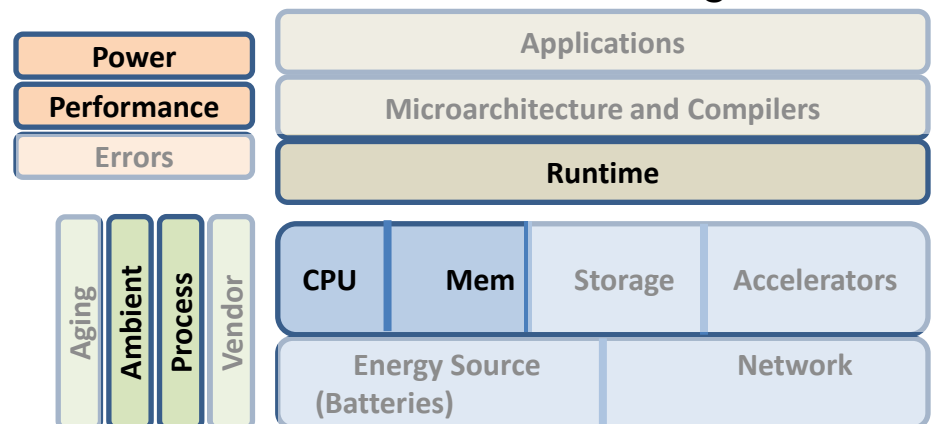 Power
Performance
Errors
Applications
Microarchitecture and Compilers
Runtime
Aging
Ambient
Process
Vendor
CPU
Mem
Storage
Accelerators
Energy Source
(Batteries)
Network